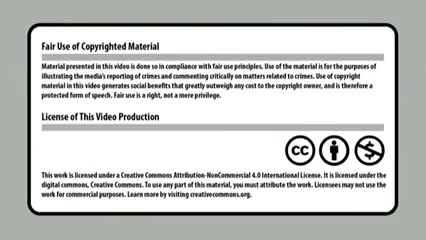 Fair Use of Copyrighted Material
Material presented in this video is done so in compliance with fair use principles. Use of the material is for the purposes of
illustrating the media's reporting of crimes and commenting critically on matters related to crimes. Use of copyright
material in this video generates social benefits that greatly outweigh any cost to the copyright owner, and is therefore a
protected form of speech. Fair use is a right, not a mere privilege.
License of This Video Production
cc
This work is licensed under a Creative Commons Attribution-NonCommercial 4.0 International License. It is licensed under the
digital commons, Creative Commons. To use any part of this material, you must attribute the work. Licensees may not use the
work for commercial purposes. Learn more by visiting creativecommons.org.